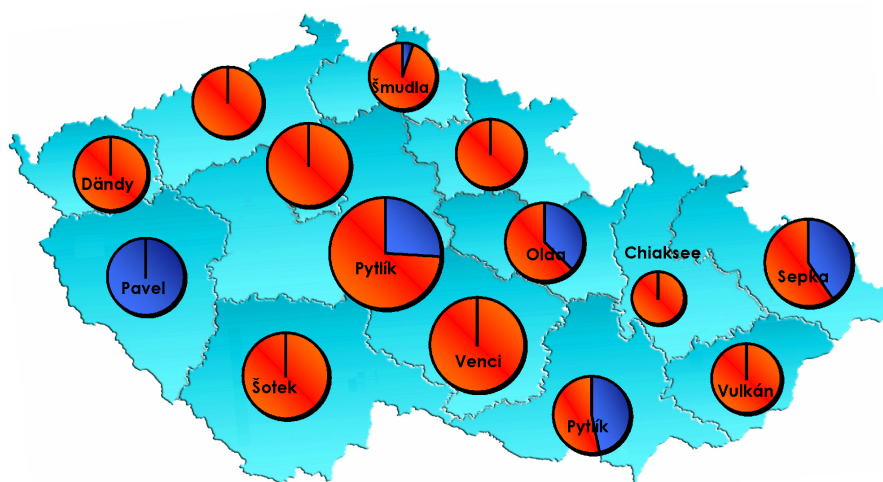 Šmudla
Dändy
Pytlík
Olda
Chiaksee
Sepka
Pavel
Venci
Šotek
Vulkán
Pytlík